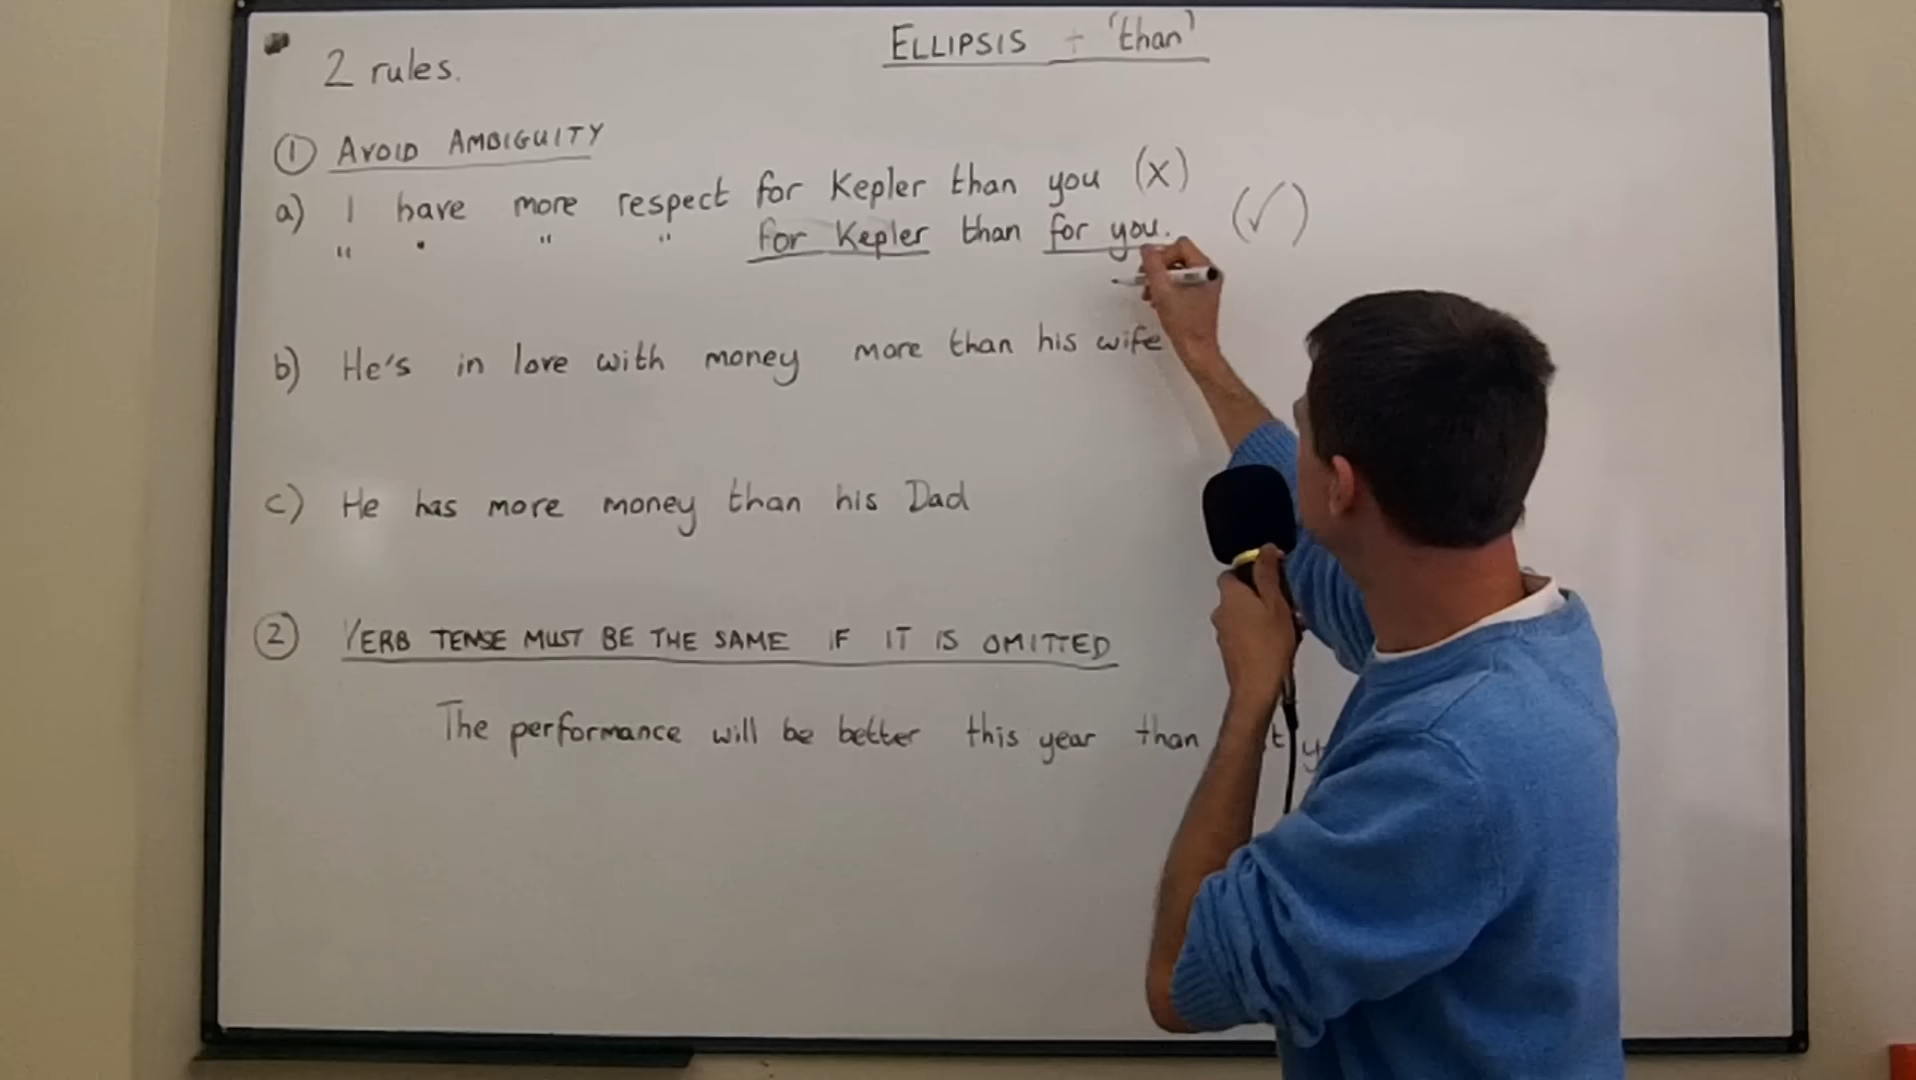 ELLIPSIS + 'than'
2 rules.
① AVOID AMBIGUITY
a) I have more respect for Kepler than you (x)
" " " " for Kepler than for you. (✓)
b) He's in love with money more than his wife
c) He has more money than his Dad
② VERB TENSE MUST BE THE SAME IF IT IS OMITTED
The performance will be better this year than